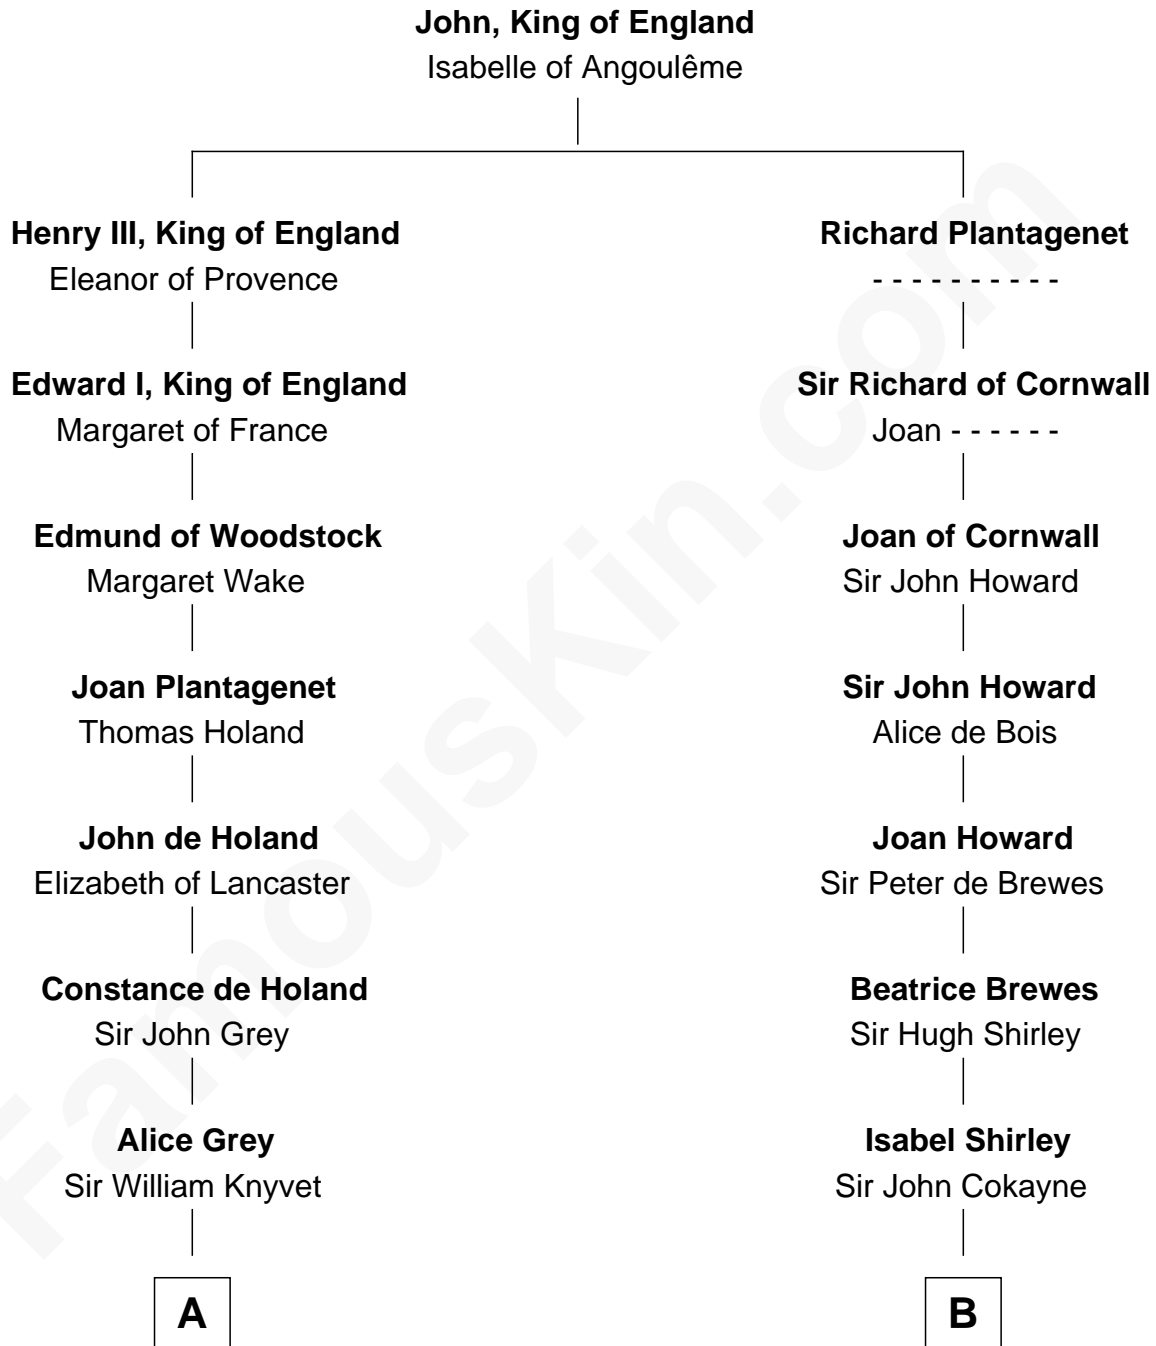 John, King of England
Isabelle of Angoulême
Henry III, King of England
Eleanor of Provence
Edward I, King of England
Margaret of France
Edmund of Woodstock
Margaret Wake
Joan Plantagenet
Thomas Holand
John de Holand
Elizabeth of Lancaster
Constance de Holand
Sir John Grey
Alice Grey
Sir William Knyvet
A
Richard Plantagenet
- - - - - - - - - -
Sir Richard of Cornwall
Joan - - - - - -
Joan of Cornwall
Sir John Howard
Sir John Howard
Alice de Bois
Joan Howard
Sir Peter de Brewes
Beatrice Brewes
Sir Hugh Shirley
Isabel Shirley
Sir John Cokayne
B
FamousKin.com